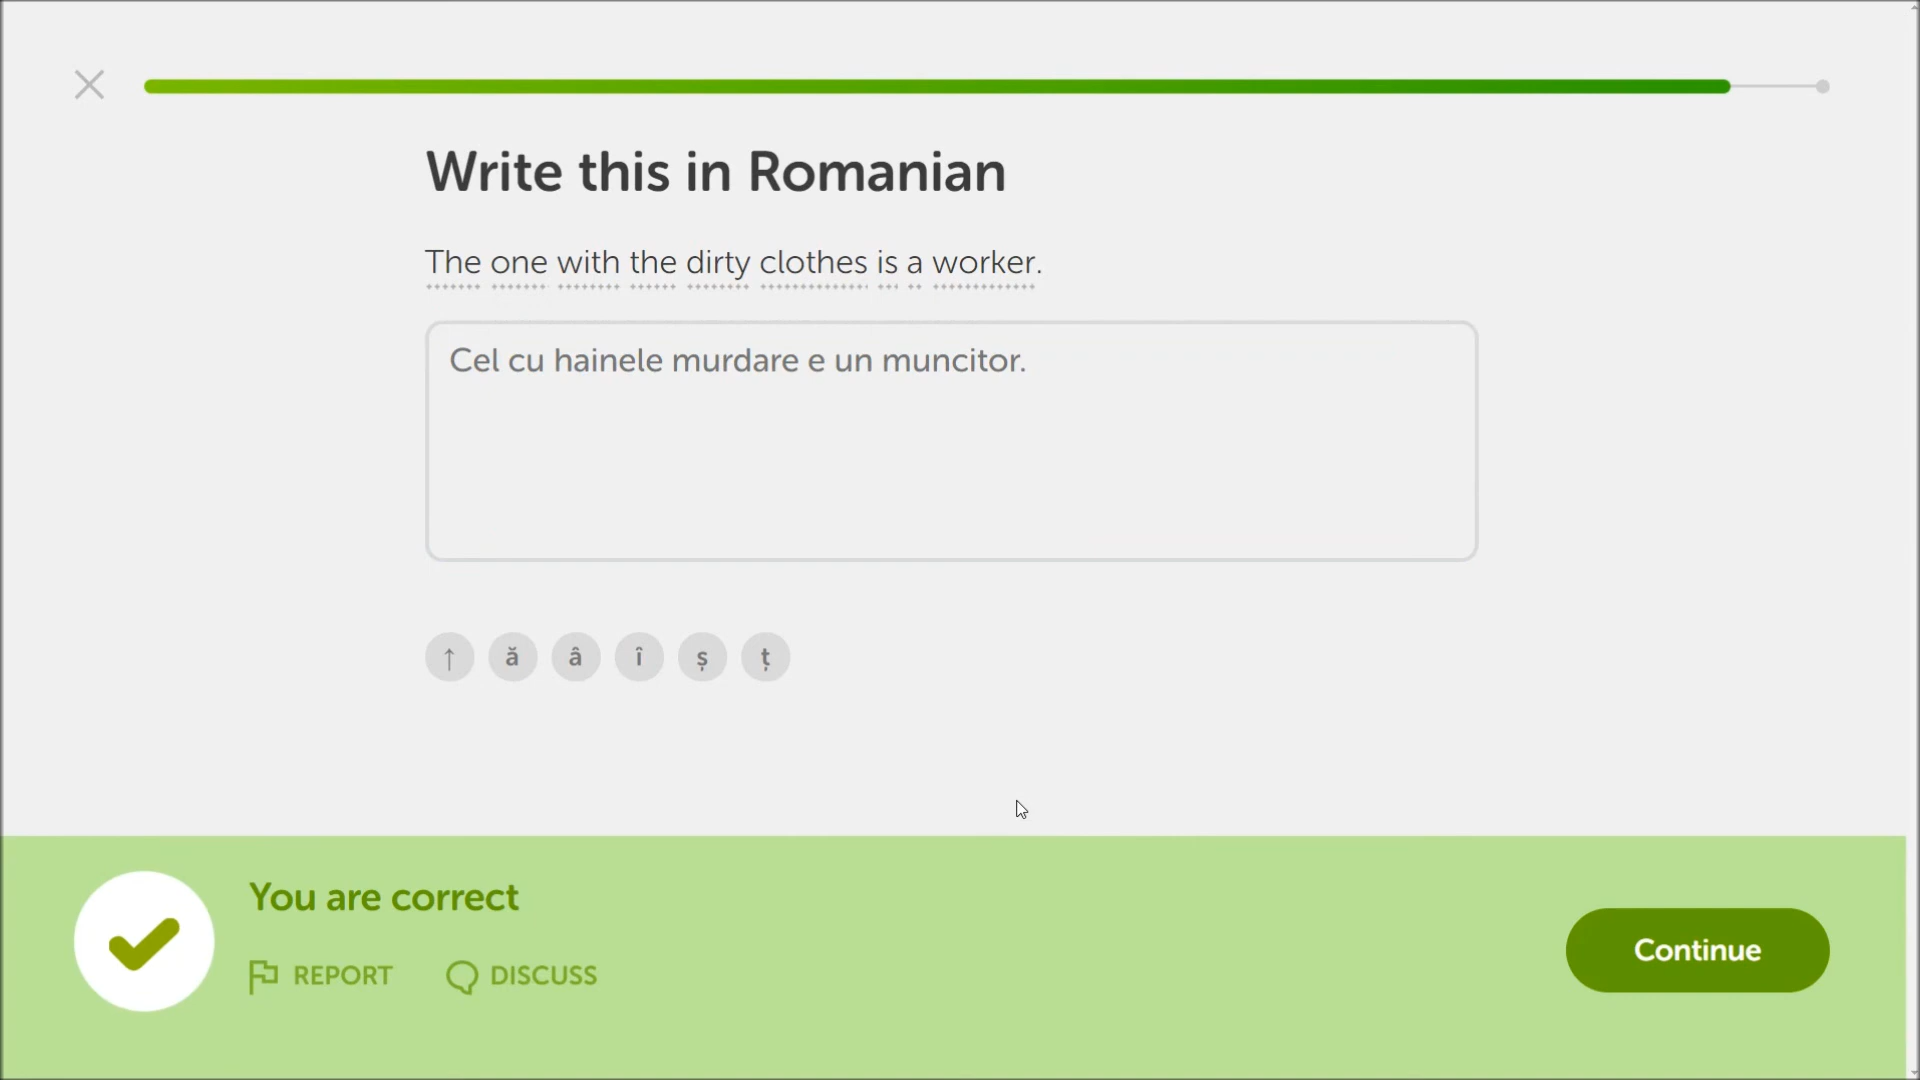 Write this in Romanian
The one with the dirty clothes is a worker.
Cel cu hainele murdare e un muncitor.
↑ ă â î ș ț
You are correct
REPORT DISCUSS
Continue